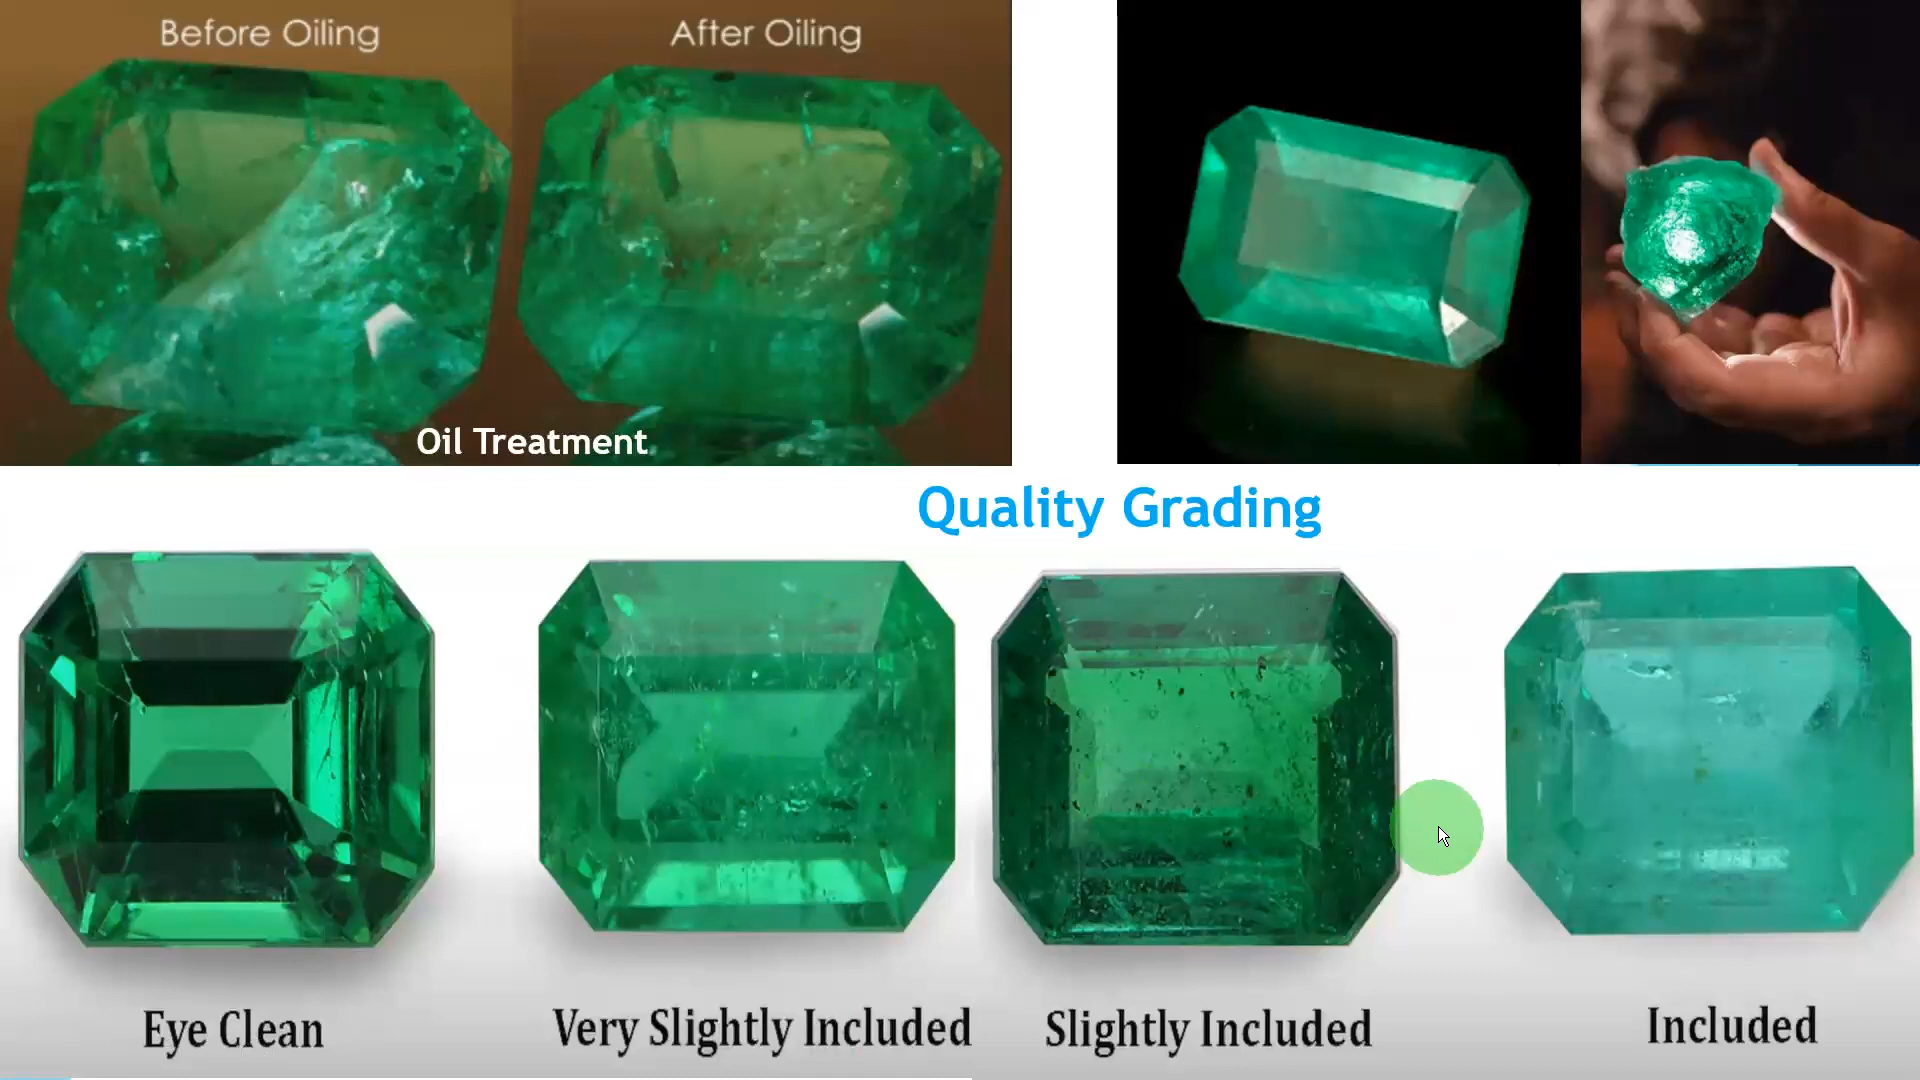 Before Oiling
After Oiling
Oil Treatment
Quality Grading
Eye Clean
Very Slightly Included
Slightly Included
Included